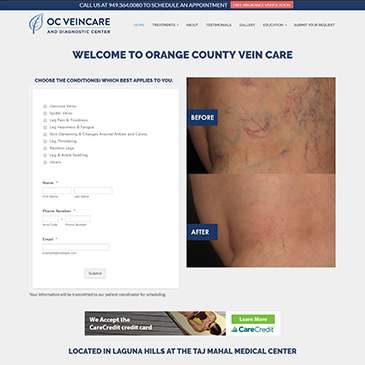 CALL US AT 949.364.0080 TO SCHEDULE AN APPOINTMENT
FREE INSURANCE VERIFICATION
OC VEINCARE
AND DIAGNOSTIC CENTER
HOME TREATMENTS ABOUT TESTIMONIALS GALLERY EDUCATION SUBMIT YOUR REQUEST
WELCOME TO ORANGE COUNTY VEIN CARE
CHOOSE THE CONDITION(S) WHICH BEST APPLIES TO YOU.
Varicose Veins
Spider Veins
Leg Pain & Tiredness
Leg Heaviness & Fatigue
Skin Darkening & Changes Around Ankles and Calves
Leg Throbbing
Restless Legs
Leg & Ankle Swelling
Ulcers
Name *
First Name Last Name
Phone Number *
-
Area Code Phone Number
Email *
example@example.com
Submit
BEFORE
AFTER
Your information will be transmitted to our patient coordinator for scheduling.
We Accept the
CareCredit credit card
Learn More
CareCredit
LOCATED IN LAGUNA HILLS AT THE TAJ MAHAL MEDICAL CENTER